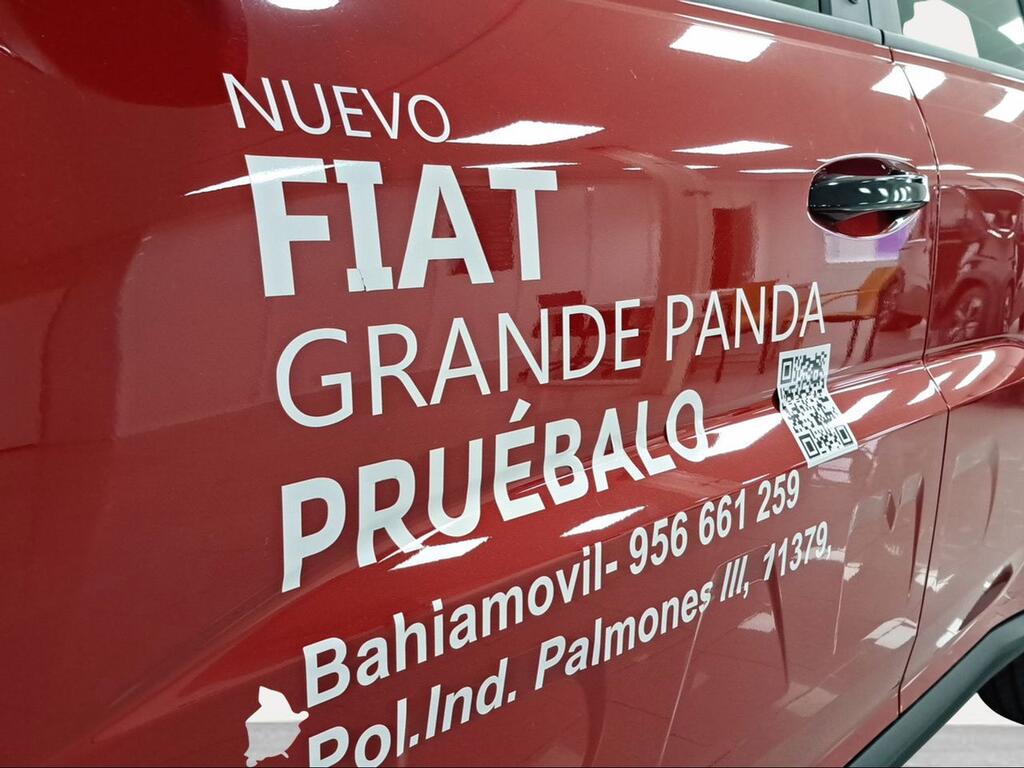 NUEVO
FIAT
GRANDE PANDA
PRUÉBALO
Bahiamovil- 956 661 259
Pol.Ind. Palmones III, 11379,